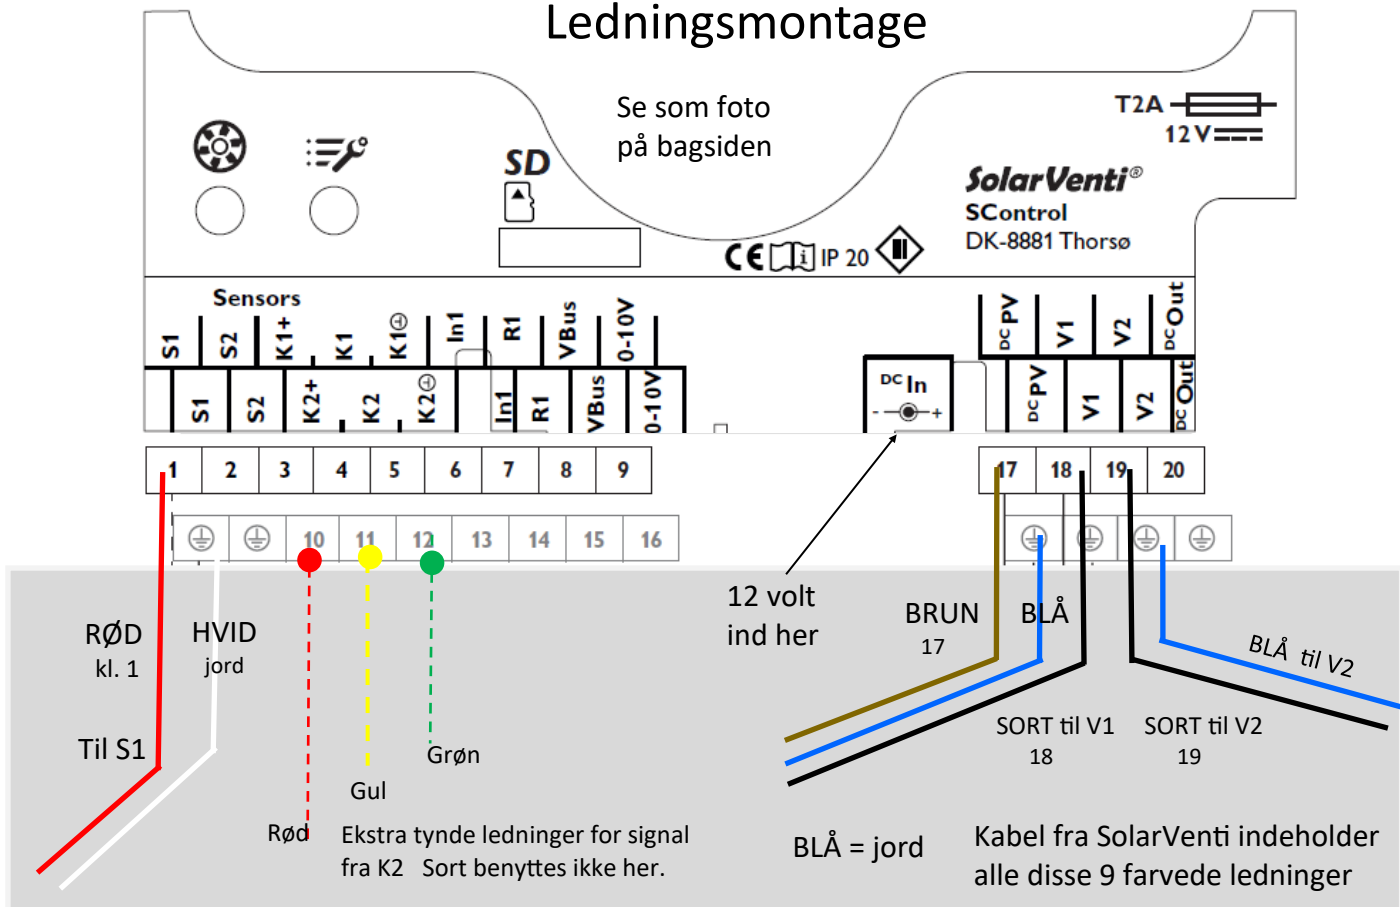 Ledningsmontage
Se som foto
på bagsiden
T2A
12 V
SD
SolarVenti®
SControl
DK-8881 Thorsø
CE i IP 20
Sensors
S1 S2 K1+ K1 K1 In1 R1 VBus 0-10V
S1 S2 K2+ K2 K2 In1 R1 VBus 0-10V
DC In
- +
DC PV V1 V2 DC Out
DC PV V1 V2 DC Out
1 2 3 4 5 6 7 8 9
17 18 19 20
10 11 12 13 14 15 16
RØD
kl. 1
HVID
jord
Til S1
Rød
Gul
Grøn
Ekstra tynde ledninger for signal
fra K2 Sort benyttes ikke her.
12 volt
ind her
BRUN
17
BLÅ
BLÅ til V2
SORT til V1
18
SORT til V2
19
BLÅ = jord
Kabel fra SolarVenti indeholder
alle disse 9 farvede ledninger